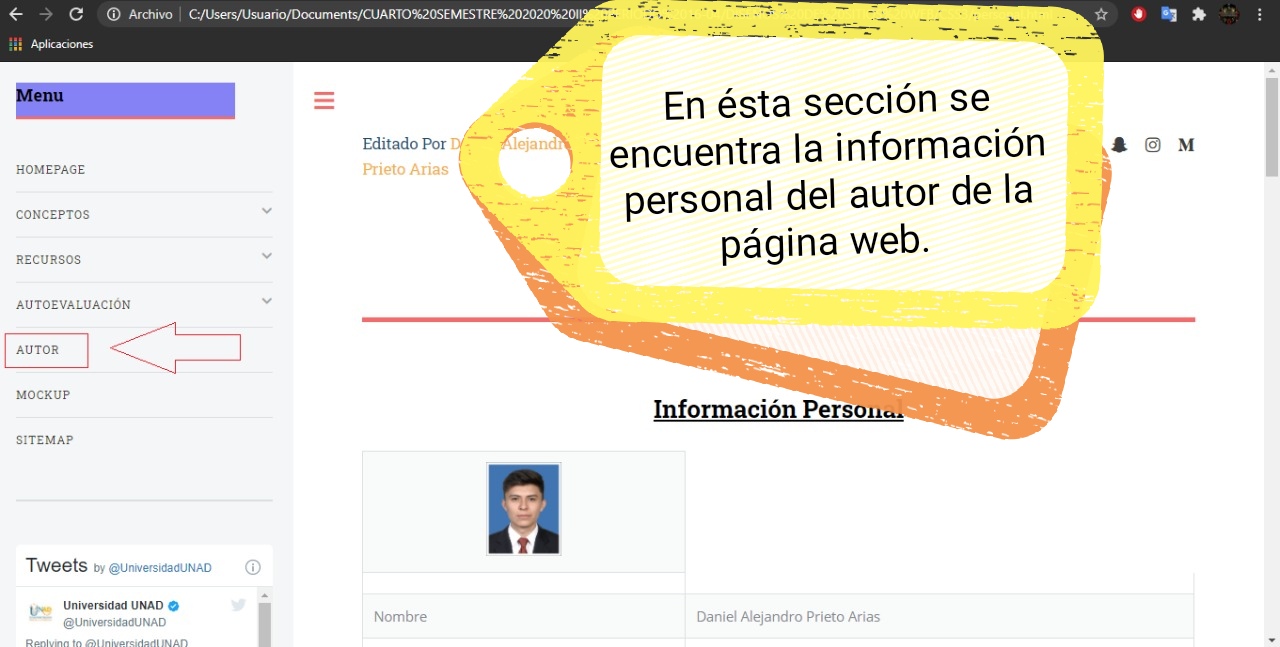 Archivo
C:/Users/Usuario/Documents/CUARTO%20SEMESTRE%202020%20II%
Aplicaciones
Menu
HOMEPAGE
CONCEPTOS
RECURSOS
AUTOEVALUACIÓN
AUTOR
MOCKUP
SITEMAP
Tweets by @UniversidadUNAD
Universidad UNAD
@UniversidadUNAD
Replying to @UniversidadUNAD
Editado Por D Alejandr
Prieto Arias
En ésta sección se
encuentra la información
personal del autor de la
página web.
Información Personal
Nombre
Daniel Alejandro Prieto Arias